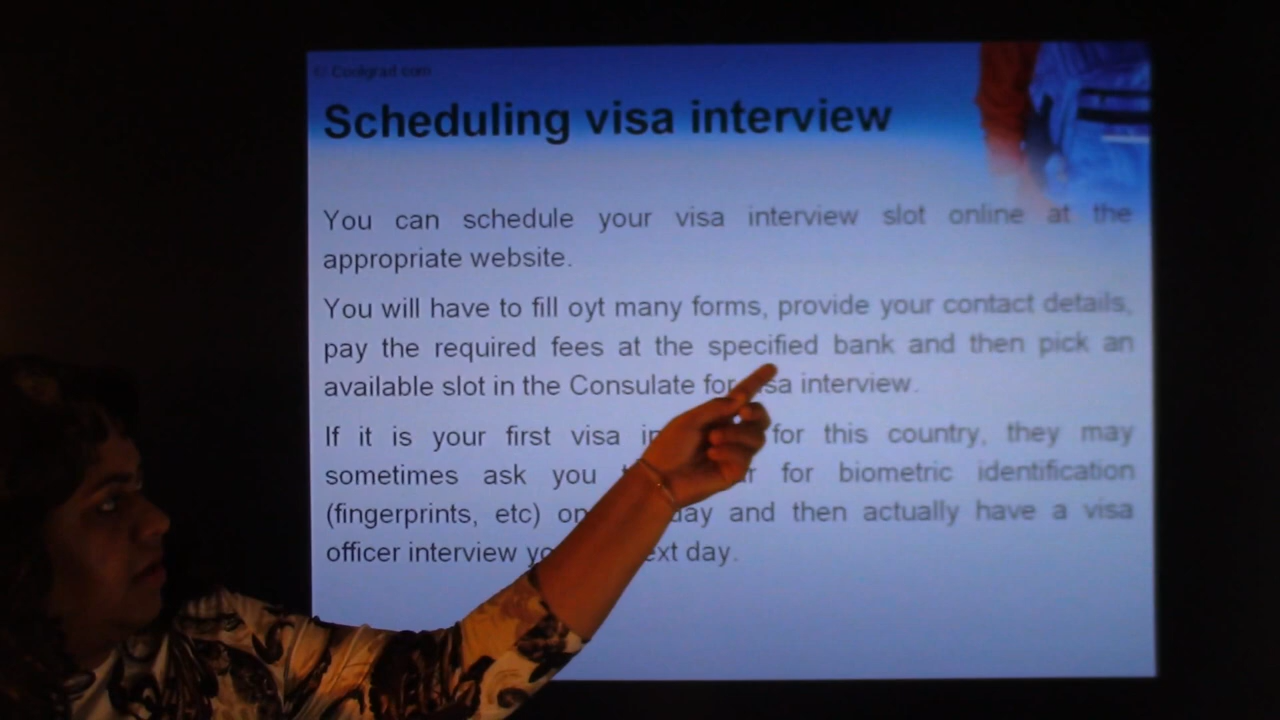 © Coolgrad.com
Scheduling visa interview
You can schedule your visa interview slot online at the
appropriate website.
You will have to fill oyt many forms, provide your contact details,
pay the required fees at the specified bank and then pick an
available slot in the Consulate for interview.
If it is your first visa for this country, they may
sometimes ask you for biometric identification
(fingerprints, etc) day and then actually have a visa
officer interview day.